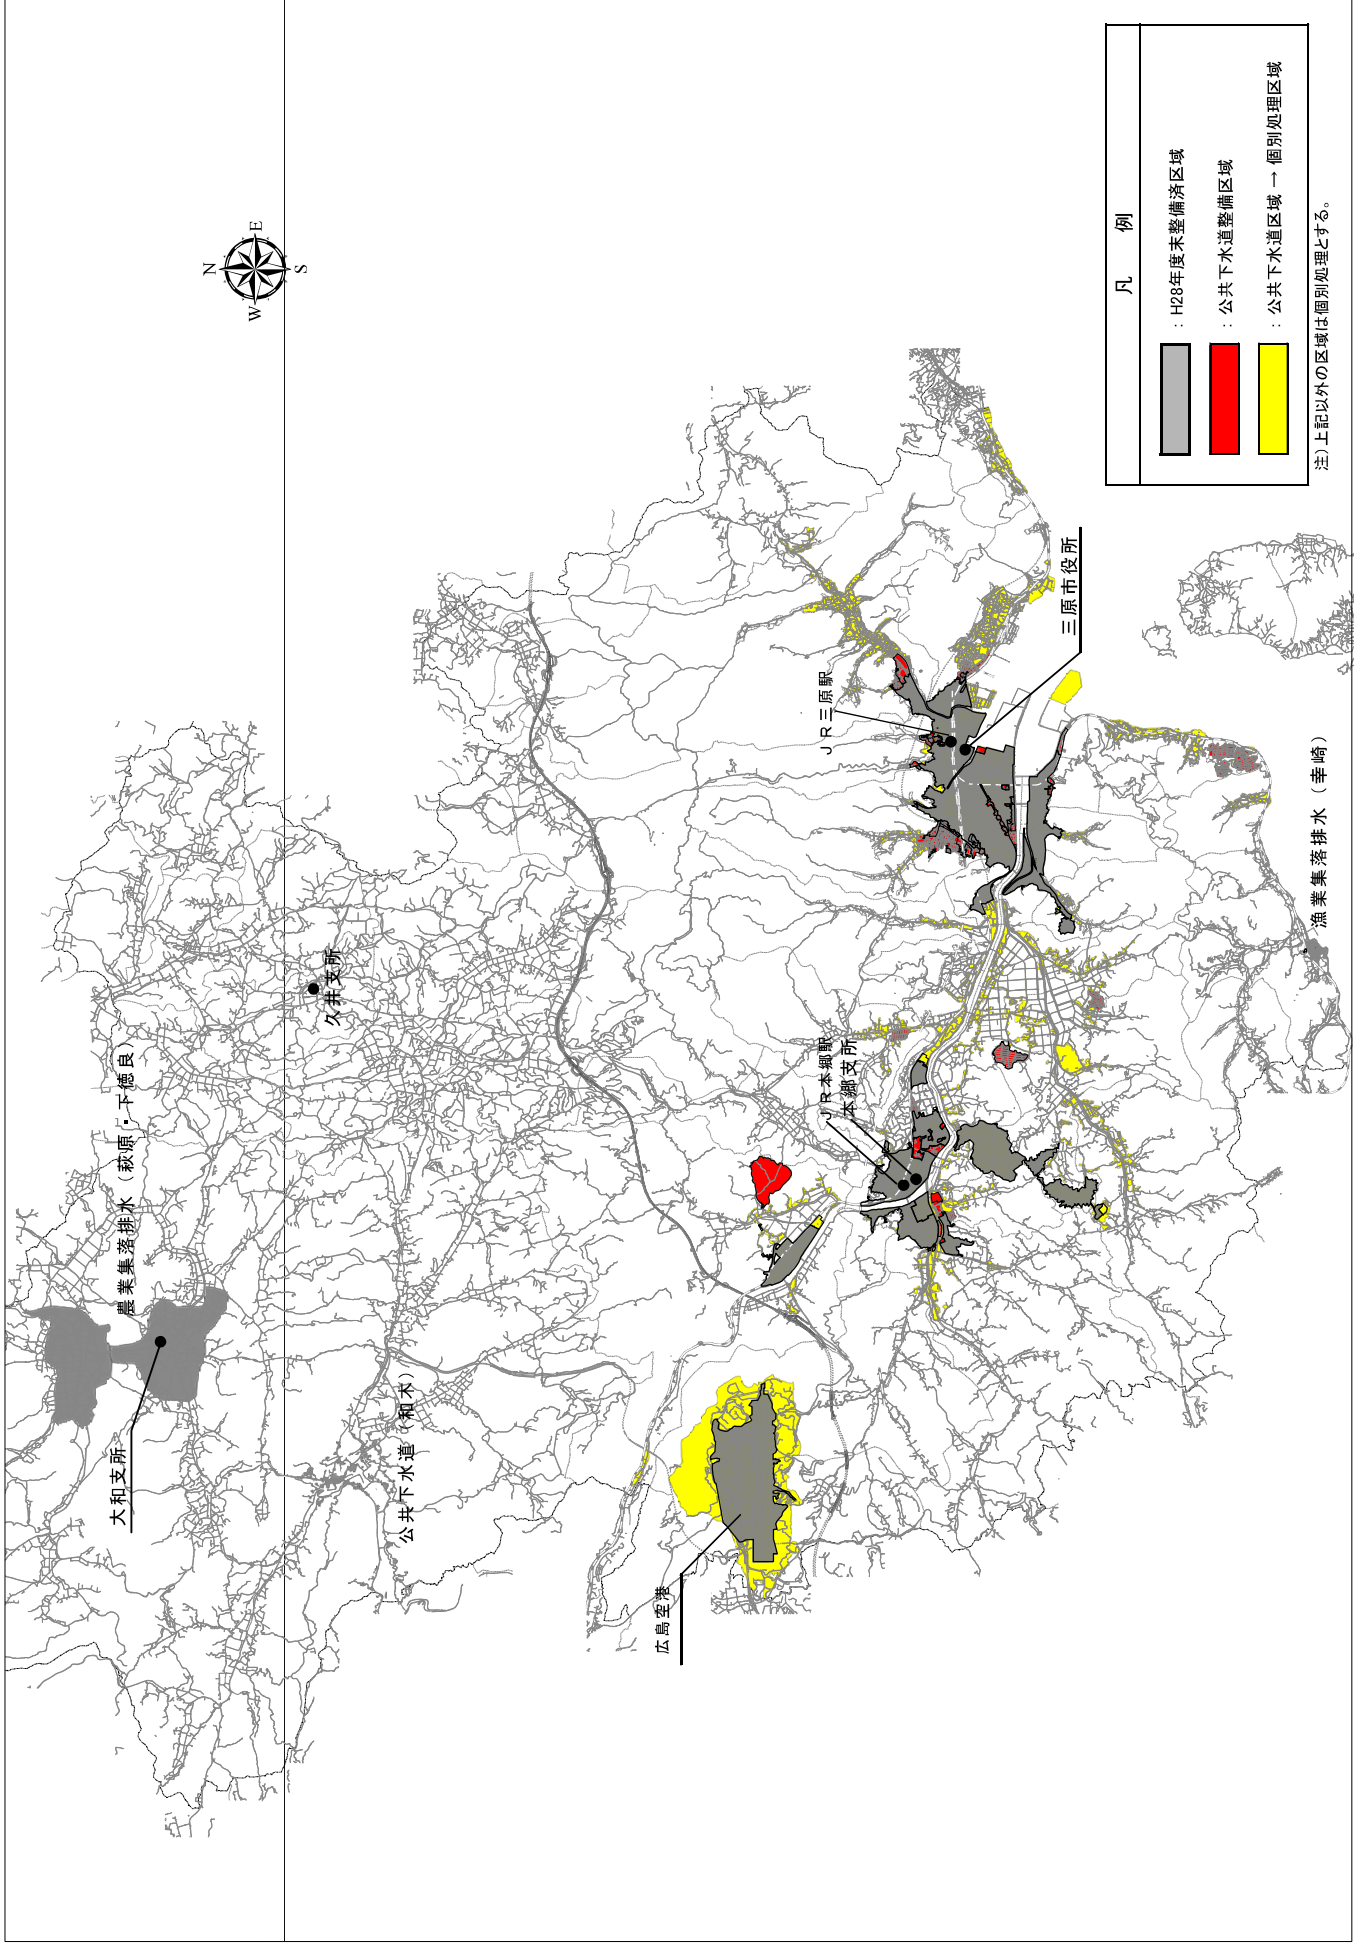 N
W
E
S
農業集落排水（萩原・下徳良）
大和支所
久井支所
公共下水道（和木）
広島空港
ＪＲ本郷駅
本郷支所
ＪＲ三原駅
三原市役所
漁業集落排水（幸崎）
凡　例
：H28年度末整備済区域
：公共下水道整備区域
：公共下水道区域 → 個別処理区域
注）上記以外の区域は個別処理とする。